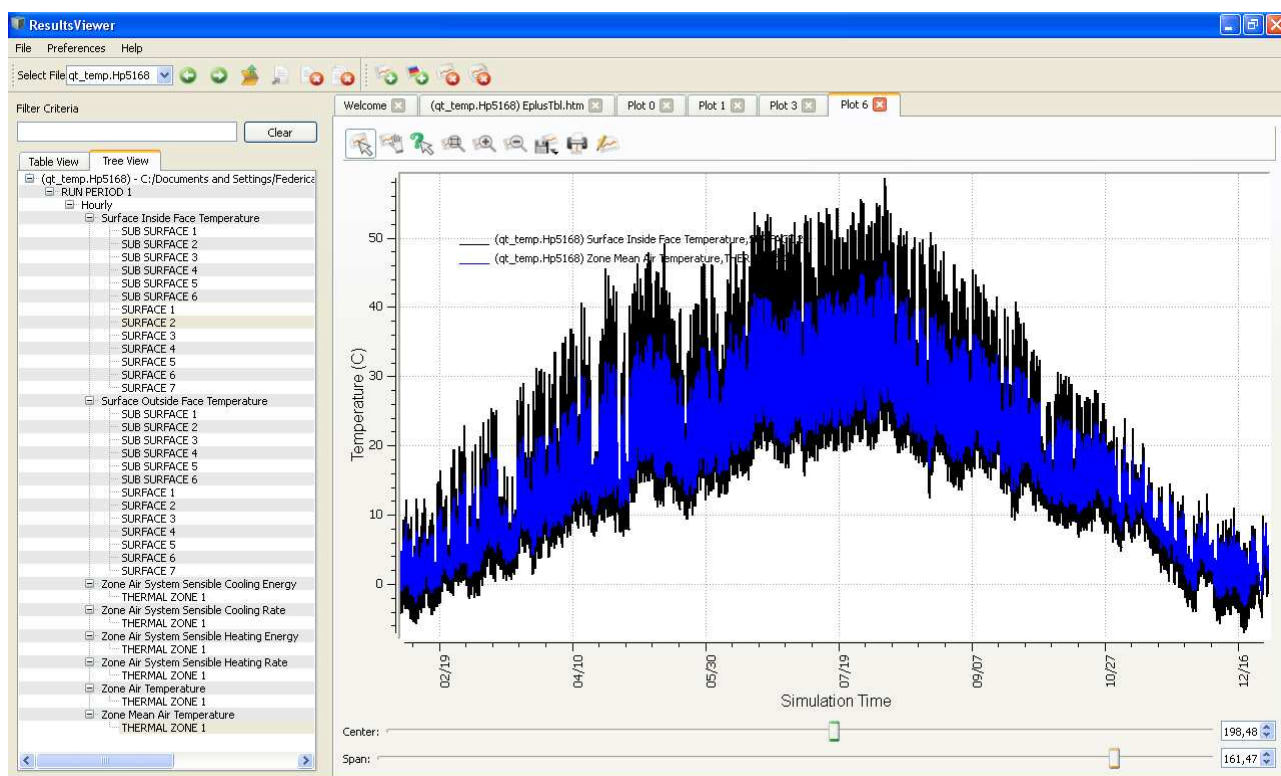 ResultsViewer
File Preferences Help
Select File qt_temp.Hp5168
Filter Criteria
Clear
Table View Tree View
(qt_temp.Hp5168) - C:/Documents and Settings/Federica
RUN PERIOD 1
Hourly
Surface Inside Face Temperature
SUB SURFACE 1
SUB SURFACE 2
SUB SURFACE 3
SUB SURFACE 4
SUB SURFACE 5
SUB SURFACE 6
SURFACE 1
SURFACE 2
SURFACE 3
SURFACE 4
SURFACE 5
SURFACE 6
SURFACE 7
Surface Outside Face Temperature
SUB SURFACE 1
SUB SURFACE 2
SUB SURFACE 3
SUB SURFACE 4
SUB SURFACE 5
SUB SURFACE 6
SURFACE 1
SURFACE 2
SURFACE 3
SURFACE 4
SURFACE 5
SURFACE 6
SURFACE 7
Zone Air System Sensible Cooling Energy
THERMAL ZONE 1
Zone Air System Sensible Cooling Rate
THERMAL ZONE 1
Zone Air System Sensible Heating Energy
THERMAL ZONE 1
Zone Air System Sensible Heating Rate
THERMAL ZONE 1
Zone Air Temperature
THERMAL ZONE 1
Zone Mean Air Temperature
THERMAL ZONE 1
Welcome (qt_temp.Hp5168) EplusTbl.htm Plot 0 Plot 1 Plot 3 Plot 6
(qt_temp.Hp5168) Surface Inside Face Temperature,
(qt_temp.Hp5168) Zone Mean Air Temperature,
Temperature (C)
50
40
30
20
10
0
02/19 04/10 05/30 07/19 09/07 10/27 12/16
Simulation Time
Center: 198,48
Span: 161,47